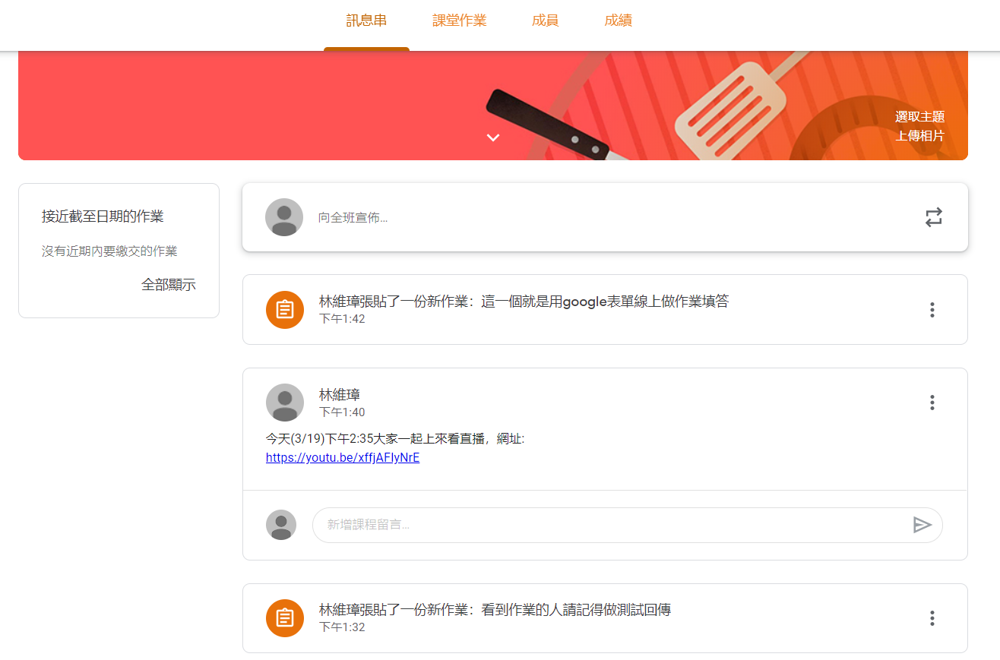 訊息串 課堂作業 成員 成績
選取主題
上傳相片
接近截至日期的作業
沒有近期內要繳交的作業
全部顯示
向全班宣佈...
林維璋張貼了一份新作業：這一個就是用google表單線上做作業填答
下午1:42
林維璋
下午1:40
今天(3/19)下午2:35大家一起上來看直播，網址:
https://youtu.be/xffjAFIyNrE
新增課程留言...
林維璋張貼了一份新作業：看到作業的人請記得做測試回傳
下午1:32